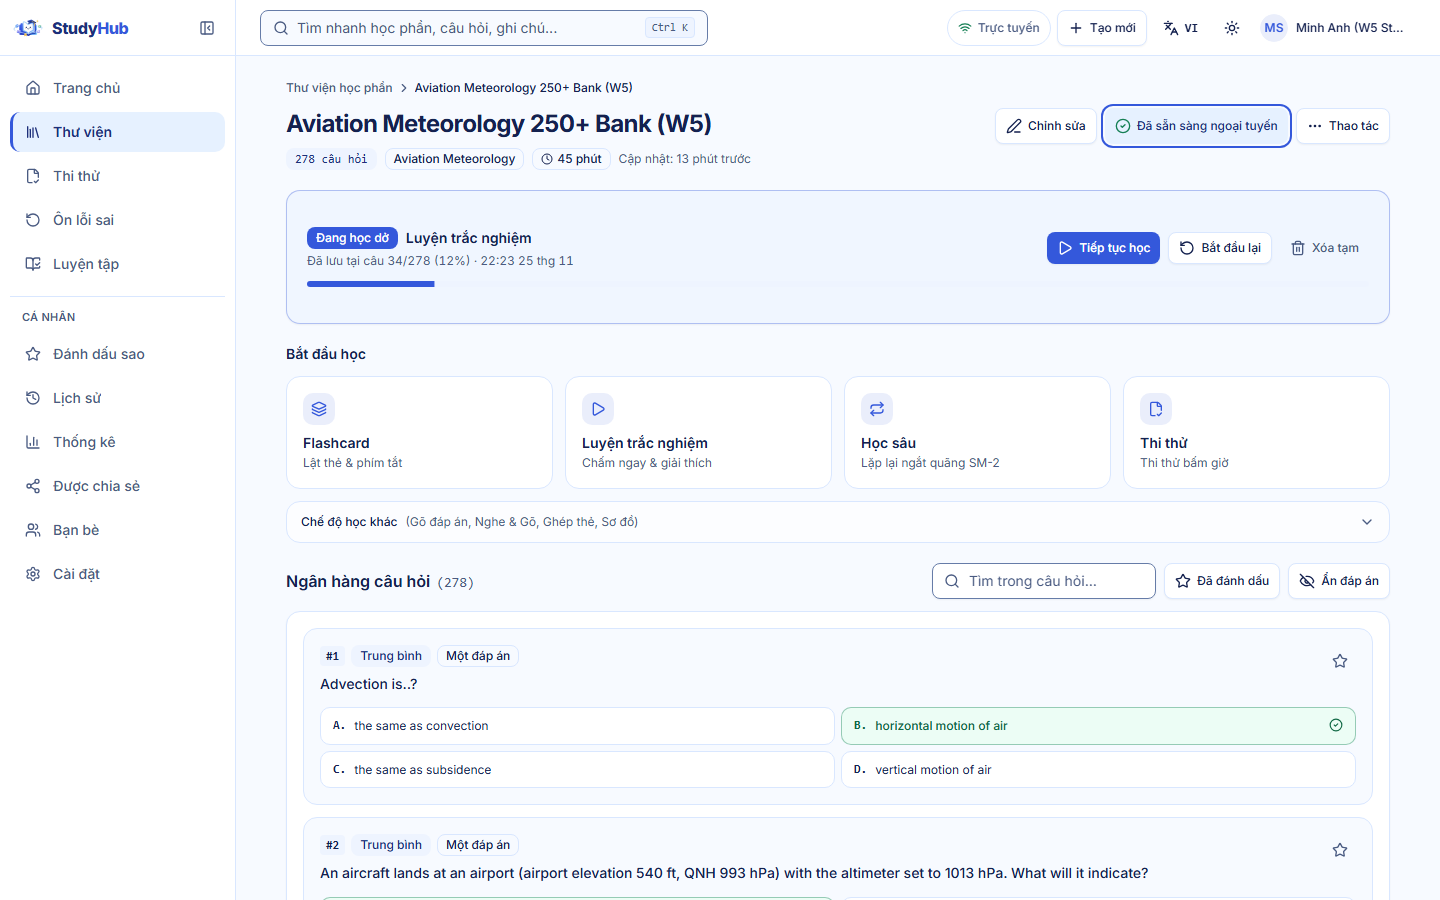 StudyHub
Tìm nhanh học phần, câu hỏi, ghi chú...
Ctrl K
Trực tuyến
Tạo mới
VI
MS
Minh Anh (W5 St...
Trang chủ
Thư viện
Thi thử
Ôn lỗi sai
Luyện tập
CÁ NHÂN
Đánh dấu sao
Lịch sử
Thống kê
Được chia sẻ
Bạn bè
Cài đặt
Thư viện học phần > Aviation Meteorology 250+ Bank (W5)
Aviation Meteorology 250+ Bank (W5)
278 câu hỏi
Aviation Meteorology
45 phút
Cập nhật: 13 phút trước
Chỉnh sửa
Đã sẵn sàng ngoại tuyến
Thao tác
Đang học dở
Luyện trắc nghiệm
Đã lưu tại câu 34/278 (12%) · 22:23 25 thg 11
Tiếp tục học
Bắt đầu lại
Xóa tạm
Bắt đầu học
Flashcard
Lật thẻ & phím tắt
Luyện trắc nghiệm
Chấm ngay & giải thích
Học sâu
Lặp lại ngắt quãng SM-2
Thi thử
Thi thử bấm giờ
Chế độ học khác (Gõ đáp án, Nghe & Gõ, Ghép thẻ, Sơ đồ)
Ngân hàng câu hỏi (278)
Tìm trong câu hỏi...
Đã đánh dấu
Ẩn đáp án
#1
Trung bình
Một đáp án
Advection is..?
A. the same as convection
B. horizontal motion of air
C. the same as subsidence
D. vertical motion of air
#2
Trung bình
Một đáp án
An aircraft lands at an airport (airport elevation 540 ft, QNH 993 hPa) with the altimeter set to 1013 hPa. What will it indicate?